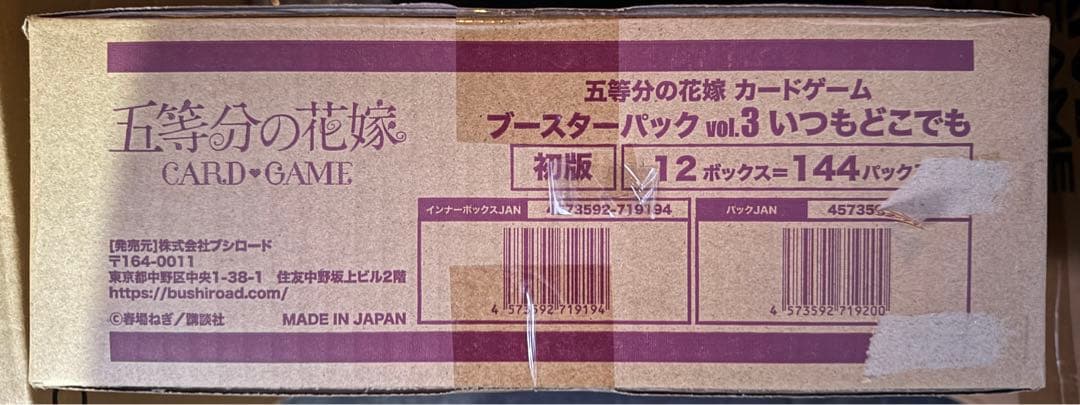 五等分の花嫁
CARD♥GAME
五等分の花嫁 カードゲーム
ブースターパック vol.3 いつもどこでも
初版
12 ボックス=144パック
インナーボックスJAN 4573592-719194
パックJAN 457359
4 573592 719194
4 573592 719200
[発売元]株式会社ブシロード
〒164-0011
東京都中野区中央1-38-1 住友中野坂上ビル2階
https://bushiroad.com/
©春場ねぎ/講談社 MADE IN JAPAN